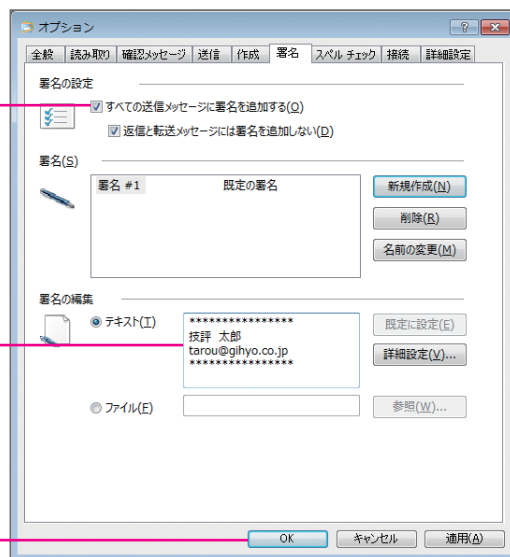 オプション
全般 読み取り 確認メッセージ 送信 作成 署名 スペル チェック 接続 詳細設定
署名の設定
すべての送信メッセージに署名を追加する(O)
返信と転送メッセージには署名を追加しない(D)
署名(S)
署名 #1 既定の署名
新規作成(N)
削除(R)
名前の変更(M)
署名の編集
テキスト(T)
****************
技評 太郎
tarou@gihyo.co.jp
****************
既定に設定(E)
詳細設定(V)...
ファイル(F)
参照(W)...
OK キャンセル 適用(A)